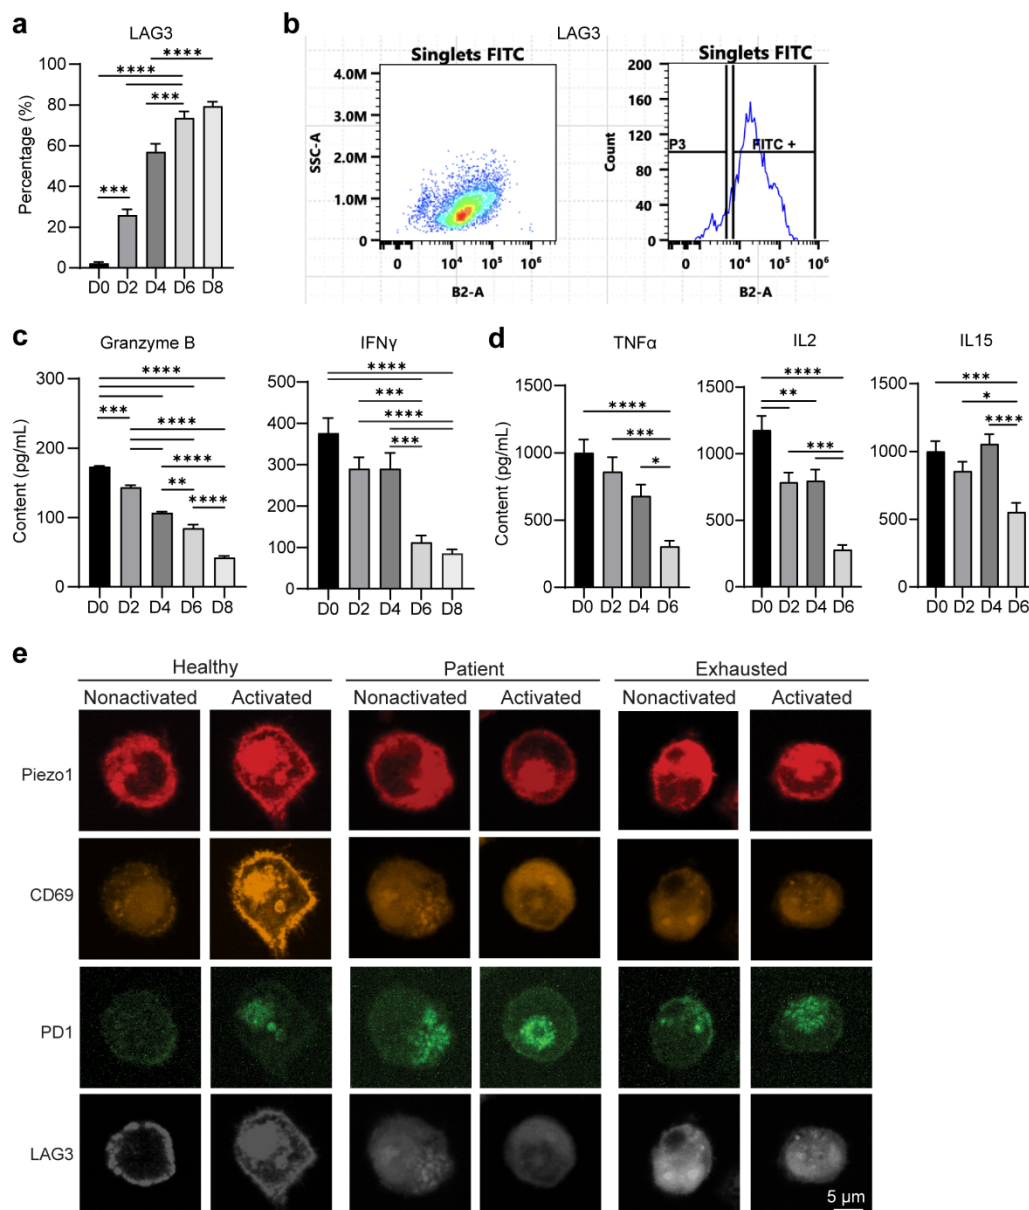 a
LAG3
Percentage (%)
100
80
60
40
20
0
D0 D2 D4 D6 D8
****
****
***
***
b
LAG3
Singlets FITC
SSC-A
4.0M
3.0M
2.0M
1.0M
0
0 10⁴ 10⁵ 10⁶
B2-A
Singlets FITC
Count
200
160
120
80
40
0
P3
FITC +
0 10⁴ 10⁵ 10⁶
B2-A
c
Granzyme B
Content (pg/mL)
300
200
100
0
D0 D2 D4 D6 D8
****
***
****
****
**
****
IFNγ
500
400
300
200
100
0
D0 D2 D4 D6 D8
****
***
****
***
d
TNFα
Content (pg/mL)
1500
1000
500
0
D0 D2 D4 D6
****
***
*
IL2
1500
1000
500
0
D0 D2 D4 D6
****
**
***
IL15
1500
1000
500
0
D0 D2 D4 D6
***
*
****
e
Healthy Patient Exhausted
Nonactivated Activated Nonactivated Activated Nonactivated Activated
Piezo1
CD69
PD1
LAG3
5 μm